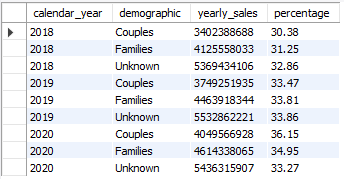 calendar_year demographic yearly_sales percentage
2018 Couples 3402388688 30.38
2018 Families 4125558033 31.25
2018 Unknown 5369434106 32.86
2019 Couples 3749251935 33.47
2019 Families 4463918344 33.81
2019 Unknown 5532862221 33.86
2020 Couples 4049566928 36.15
2020 Families 4614338065 34.95
2020 Unknown 5436315907 33.27